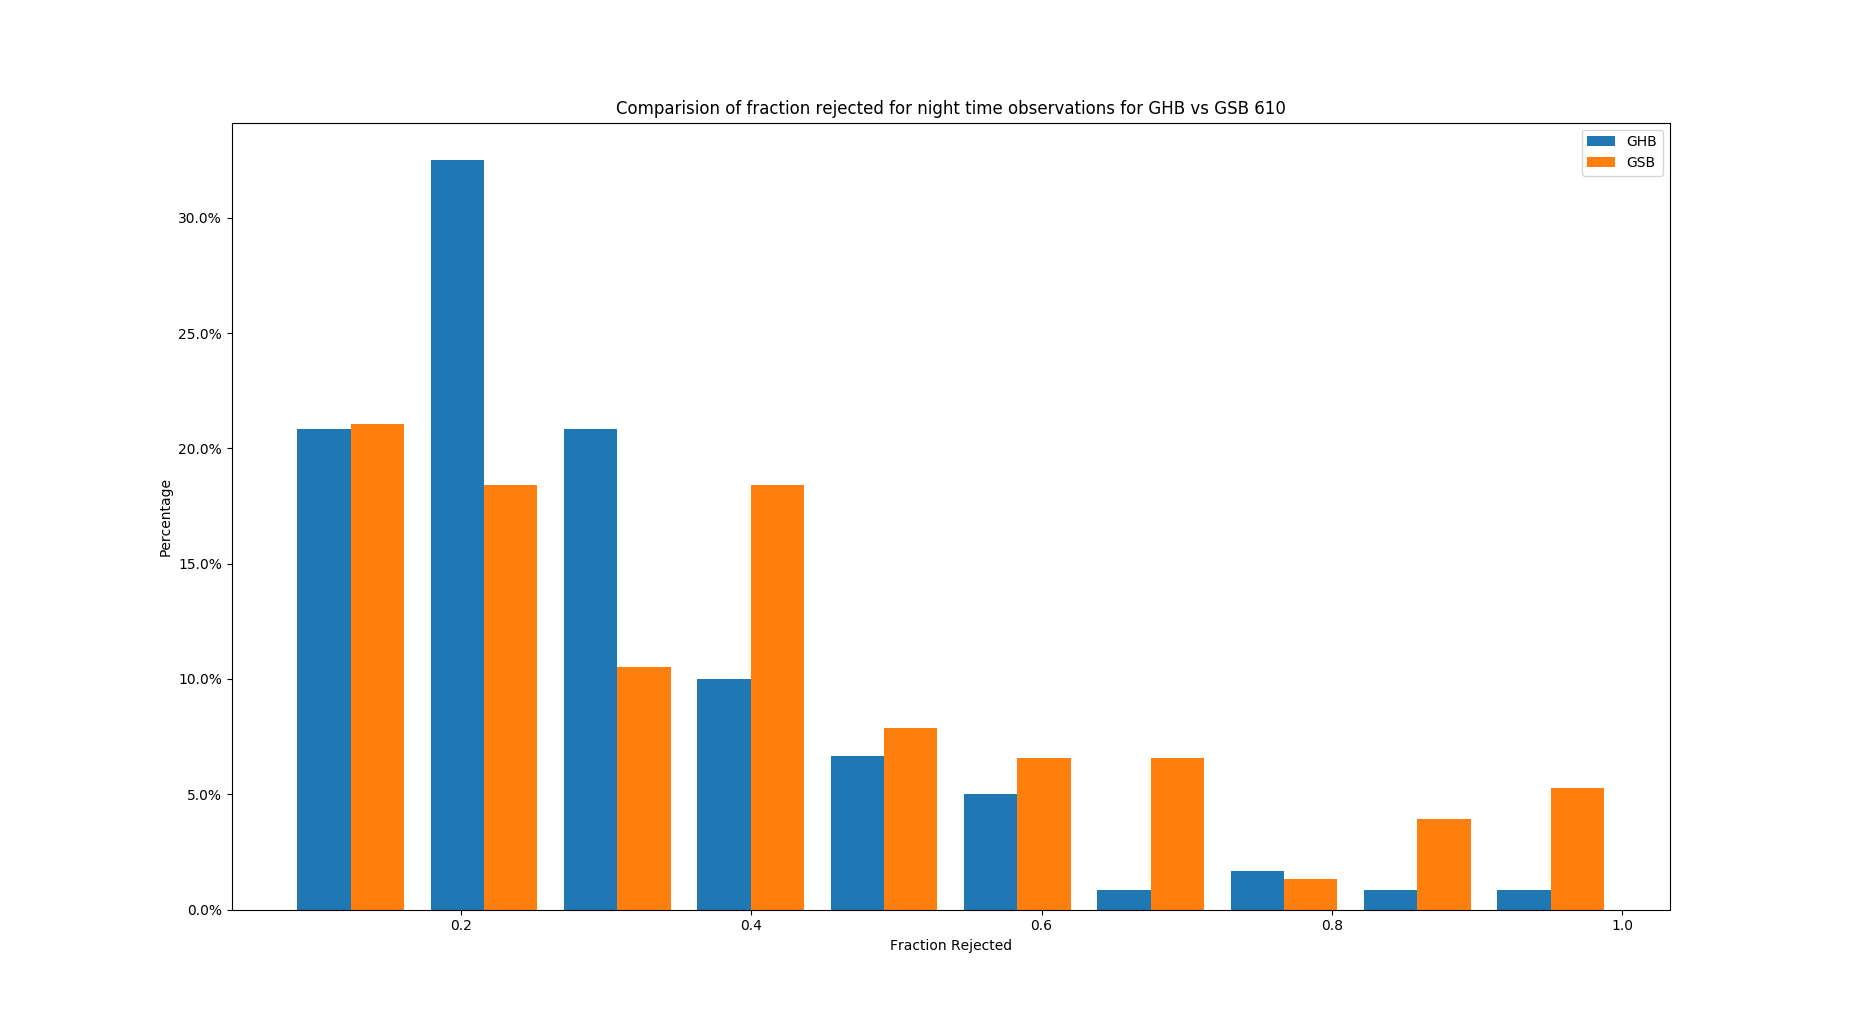 Comparision of fraction rejected for night time observations for GHB vs GSB 610
GHB
GSB
30.0%
25.0%
20.0%
15.0%
10.0%
5.0%
0.0%
Percentage
0.2 0.4 0.6 0.8 1.0
Fraction Rejected